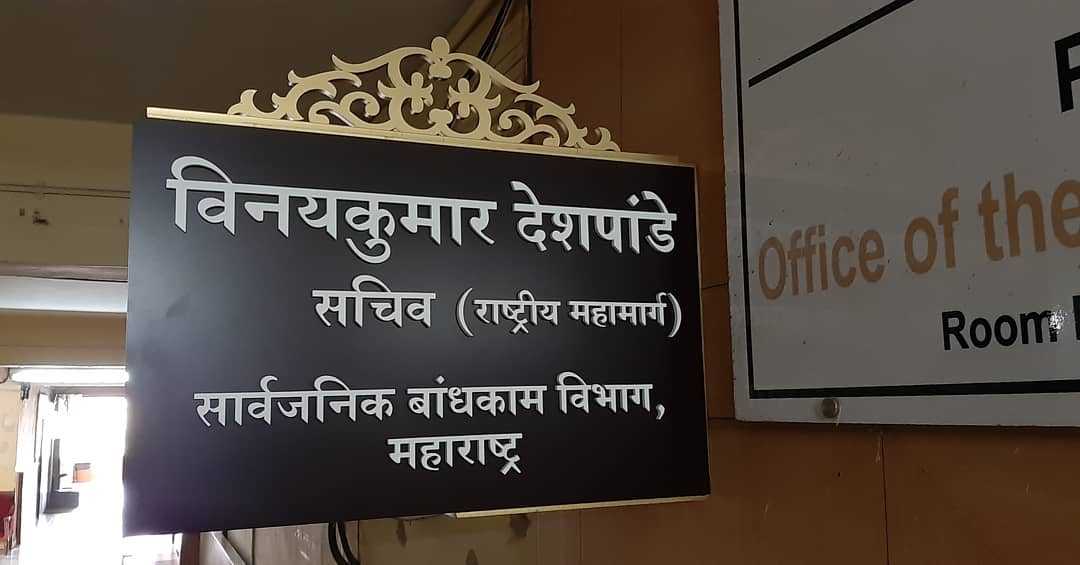 विनयकुमार देशपांडे
सचिव (राष्ट्रीय महामार्ग)
सार्वजनिक बांधकाम विभाग,
महाराष्ट्र
Office of the
Room